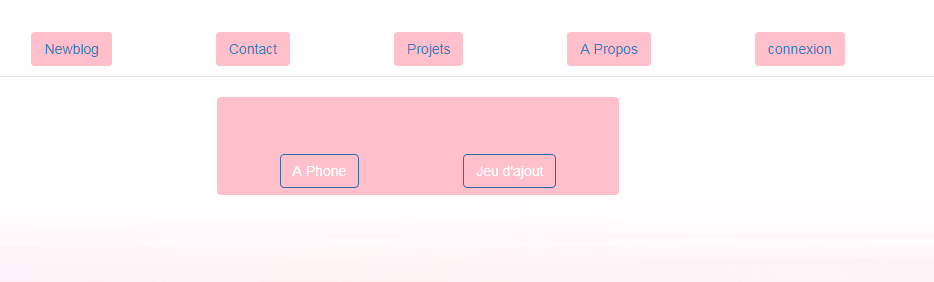 Newblog Contact Projets A Propos connexion
A Phone Jeu d'ajout